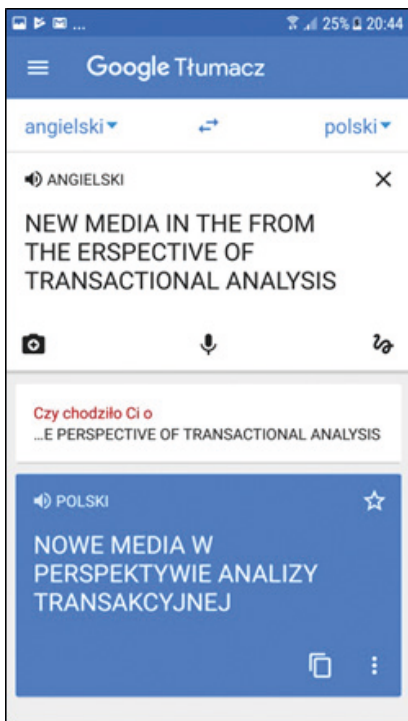 ... 25% 20:44
Google Tłumacz
angielski polski
ANGIELSKI
NEW MEDIA IN THE FROM
THE ERSPECTIVE OF
TRANSACTIONAL ANALYSIS
Czy chodziło Ci o
...E PERSPECTIVE OF TRANSACTIONAL ANALYSIS
POLSKI
NOWE MEDIA W
PERSPEKTYWIE ANALIZY
TRANSAKCYJNEJ